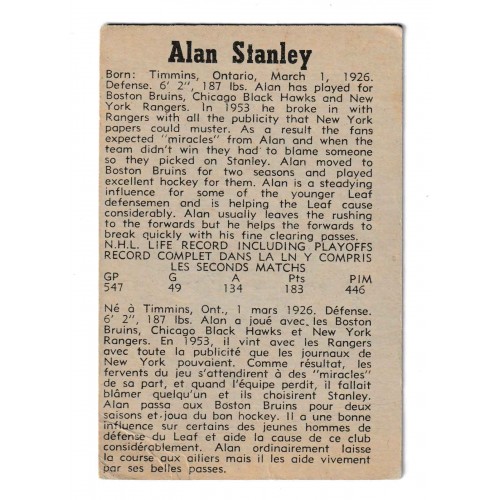 Alan Stanley
Born: Timmins, Ontario, March 1, 1926.
Defense. 6' 2", 187 lbs. Alan has played for
Boston Bruins, Chicago Black Hawks and New
York Rangers. In 1953 he broke in with
Rangers with all the publicity that New York
papers could muster. As a result the fans
expected "miracles" from Alan and when the
team didn't win they had to blame someone
so they picked on Stanley. Alan moved to
Boston Bruins for two seasons and played
excellent hockey for them. Alan is a steadying
influence for some of the younger Leaf
defensemen and is helping the Leaf cause
considerably. Alan usually leaves the rushing
to the forwards but he helps the forwards to
break quickly with his fine clearing passes.
N.H.L. LIFE RECORD INCLUDING PLAYOFFS
RECORD COMPLET DANS LA LN Y COMPRIS
LES SECONDS MATCHS
GP G A Pts PIM
547 49 134 183 446
Né à Timmins, Ont., 1 mars 1926. Défense.
6' 2", 187 lbs. Alan a joué avec les Boston
Bruins, Chicago Black Hawks et New York
Rangers. En 1953, il vint avec les Rangers
avec toute la publicité que les journaux de
New York pouvaient. Comme résultat, les
fervents du jeu s'attendirent à des "miracles"
de sa part, et quand l'équipe perdit, il fallait
blâmer quelqu'un et ils choisirent Stanley.
Alan passa aux Boston Bruins pour deux
saisons et-joua du bon hockey. Il a une bonne
influence sur certains des jeunes hommes de
défense du Leaf et aide la cause de ce club
considérablement. Alan ordinairement laisse
la course aux ailiers mais il les aide vivement
par ses belles passes.